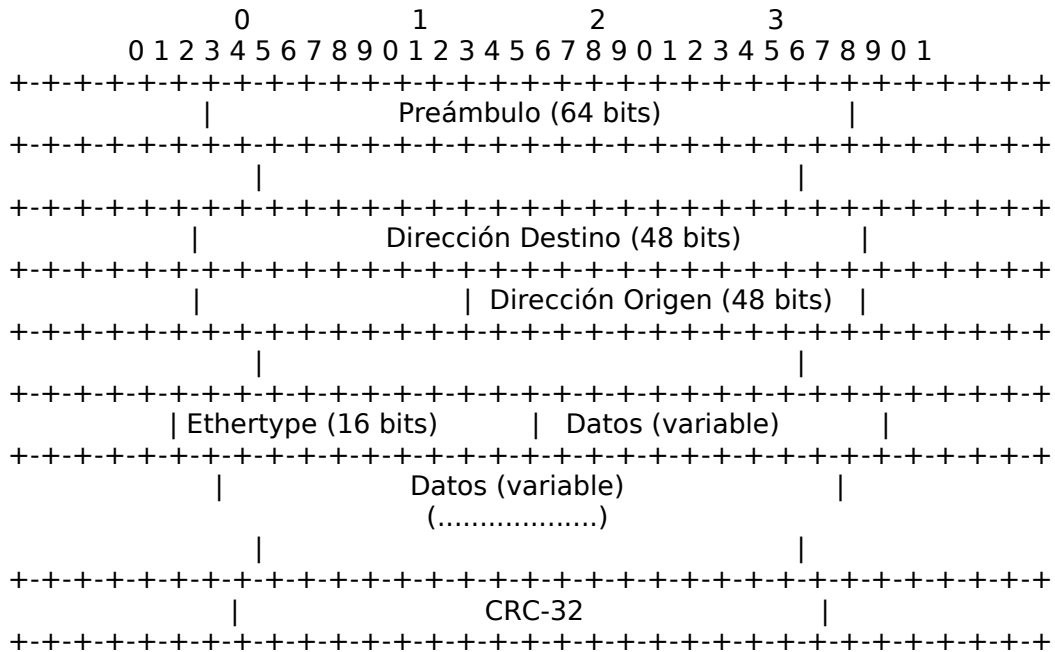 0 1 2 3
0 1 2 3 4 5 6 7 8 9 0 1 2 3 4 5 6 7 8 9 0 1 2 3 4 5 6 7 8 9 0 1
+-+-+-+-+-+-+-+-+-+-+-+-+-+-+-+-+-+-+-+-+-+-+-+-+-+-+-+-+-+-+-+-+
| Preámbulo (64 bits) |
+-+-+-+-+-+-+-+-+-+-+-+-+-+-+-+-+-+-+-+-+-+-+-+-+-+-+-+-+-+-+-+-+
| |
+-+-+-+-+-+-+-+-+-+-+-+-+-+-+-+-+-+-+-+-+-+-+-+-+-+-+-+-+-+-+-+-+
| Dirección Destino (48 bits) |
+-+-+-+-+-+-+-+-+-+-+-+-+-+-+-+-+-+-+-+-+-+-+-+-+-+-+-+-+-+-+-+-+
| | Dirección Origen (48 bits) |
+-+-+-+-+-+-+-+-+-+-+-+-+-+-+-+-+-+-+-+-+-+-+-+-+-+-+-+-+-+-+-+-+
| |
+-+-+-+-+-+-+-+-+-+-+-+-+-+-+-+-+-+-+-+-+-+-+-+-+-+-+-+-+-+-+-+-+
| Ethertype (16 bits) | Datos (variable) |
+-+-+-+-+-+-+-+-+-+-+-+-+-+-+-+-+-+-+-+-+-+-+-+-+-+-+-+-+-+-+-+-+
| Datos (variable) |
(...................)
| |
+-+-+-+-+-+-+-+-+-+-+-+-+-+-+-+-+-+-+-+-+-+-+-+-+-+-+-+-+-+-+-+-+
| CRC-32 |
+-+-+-+-+-+-+-+-+-+-+-+-+-+-+-+-+-+-+-+-+-+-+-+-+-+-+-+-+-+-+-+-+